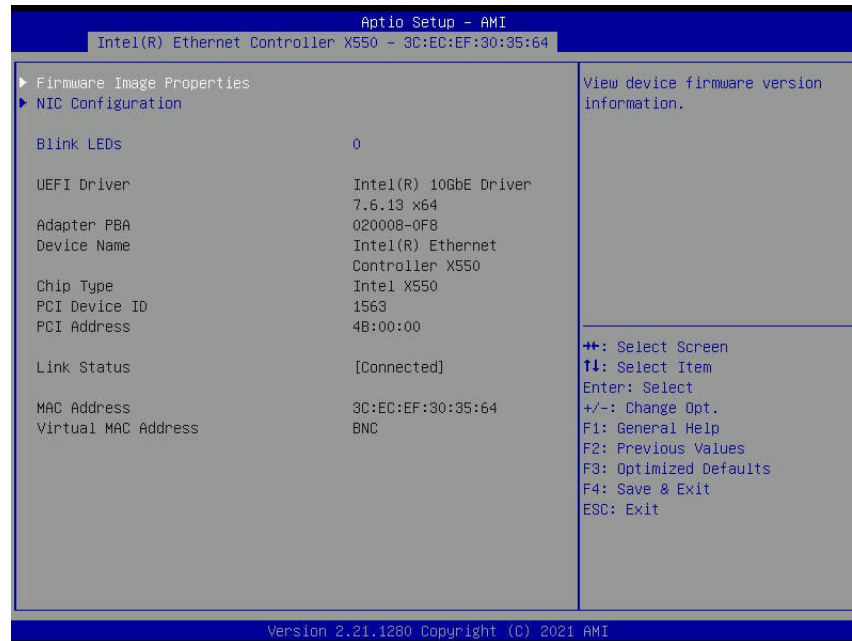 Aptio Setup – AMI
Intel(R) Ethernet Controller X550 – 3C:EC:EF:30:35:64
▶ Firmware Image Properties
▶ NIC Configuration
Blink LEDs 0
UEFI Driver Intel(R) 10GbE Driver
7.6.13 x64
Adapter PBA 020008-0F8
Device Name Intel(R) Ethernet
Controller X550
Chip Type Intel X550
PCI Device ID 1563
PCI Address 4B:00:00
Link Status [Connected]
MAC Address 3C:EC:EF:30:35:64
Virtual MAC Address BNC
View device firmware version
information.
→←: Select Screen
↑↓: Select Item
Enter: Select
+/-: Change Opt.
F1: General Help
F2: Previous Values
F3: Optimized Defaults
F4: Save & Exit
ESC: Exit
Version 2.21.1280 Copyright (C) 2021 AMI